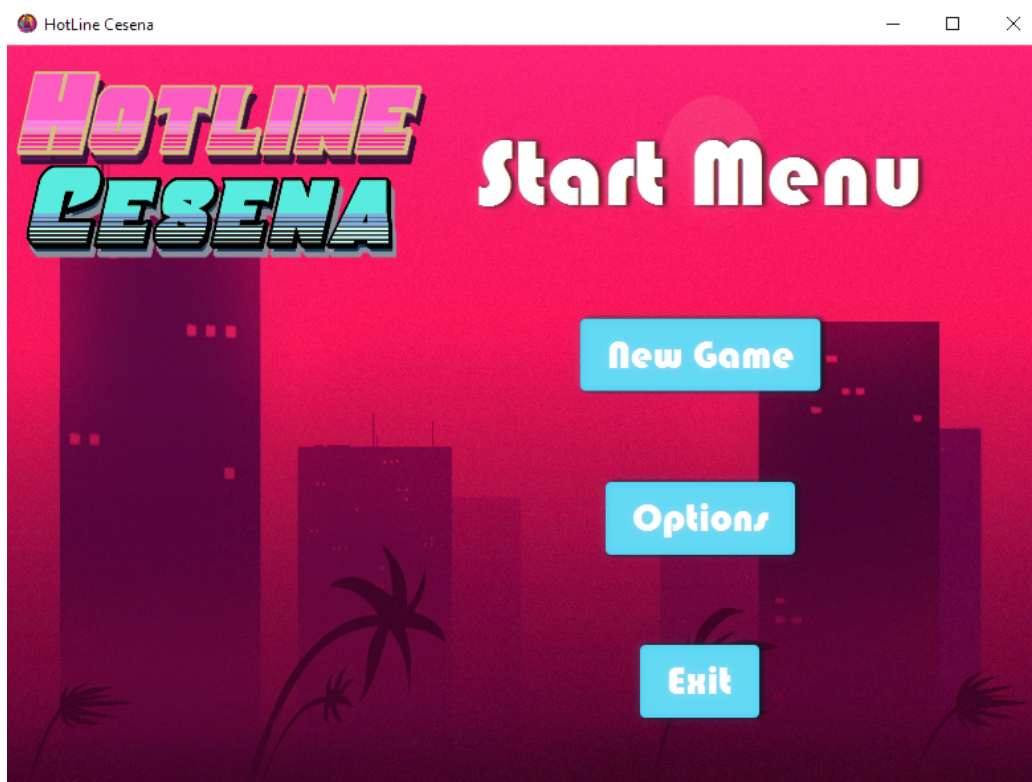 HotLine Cesena
HOTLINE
CESENA
Start Menu
New Game
Options
Exit